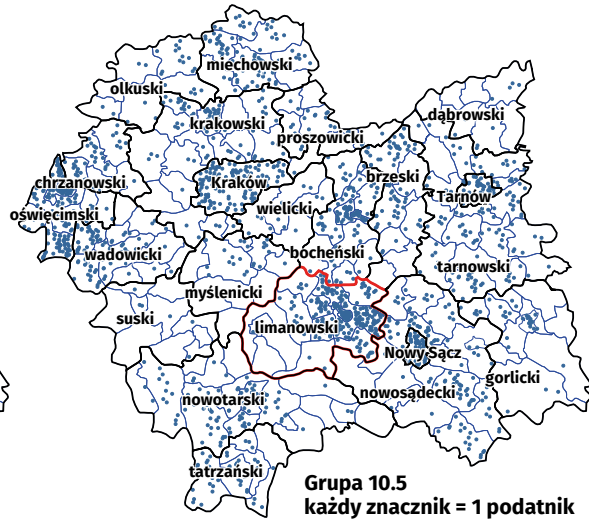 miechowski
olkuski
dąbrowski
krakowski
proszowicki
brzeski
chrzanowski
Kraków
Tarnów
oświęcimski
wielicki
wadowicki
bocheński
tarnowski
myślenicki
suski
limanowski
Nowy Sącz
gorlicki
nowotarski
nowosądecki
tatrzański
Grupa 10.5
każdy znacznik = 1 podatnik